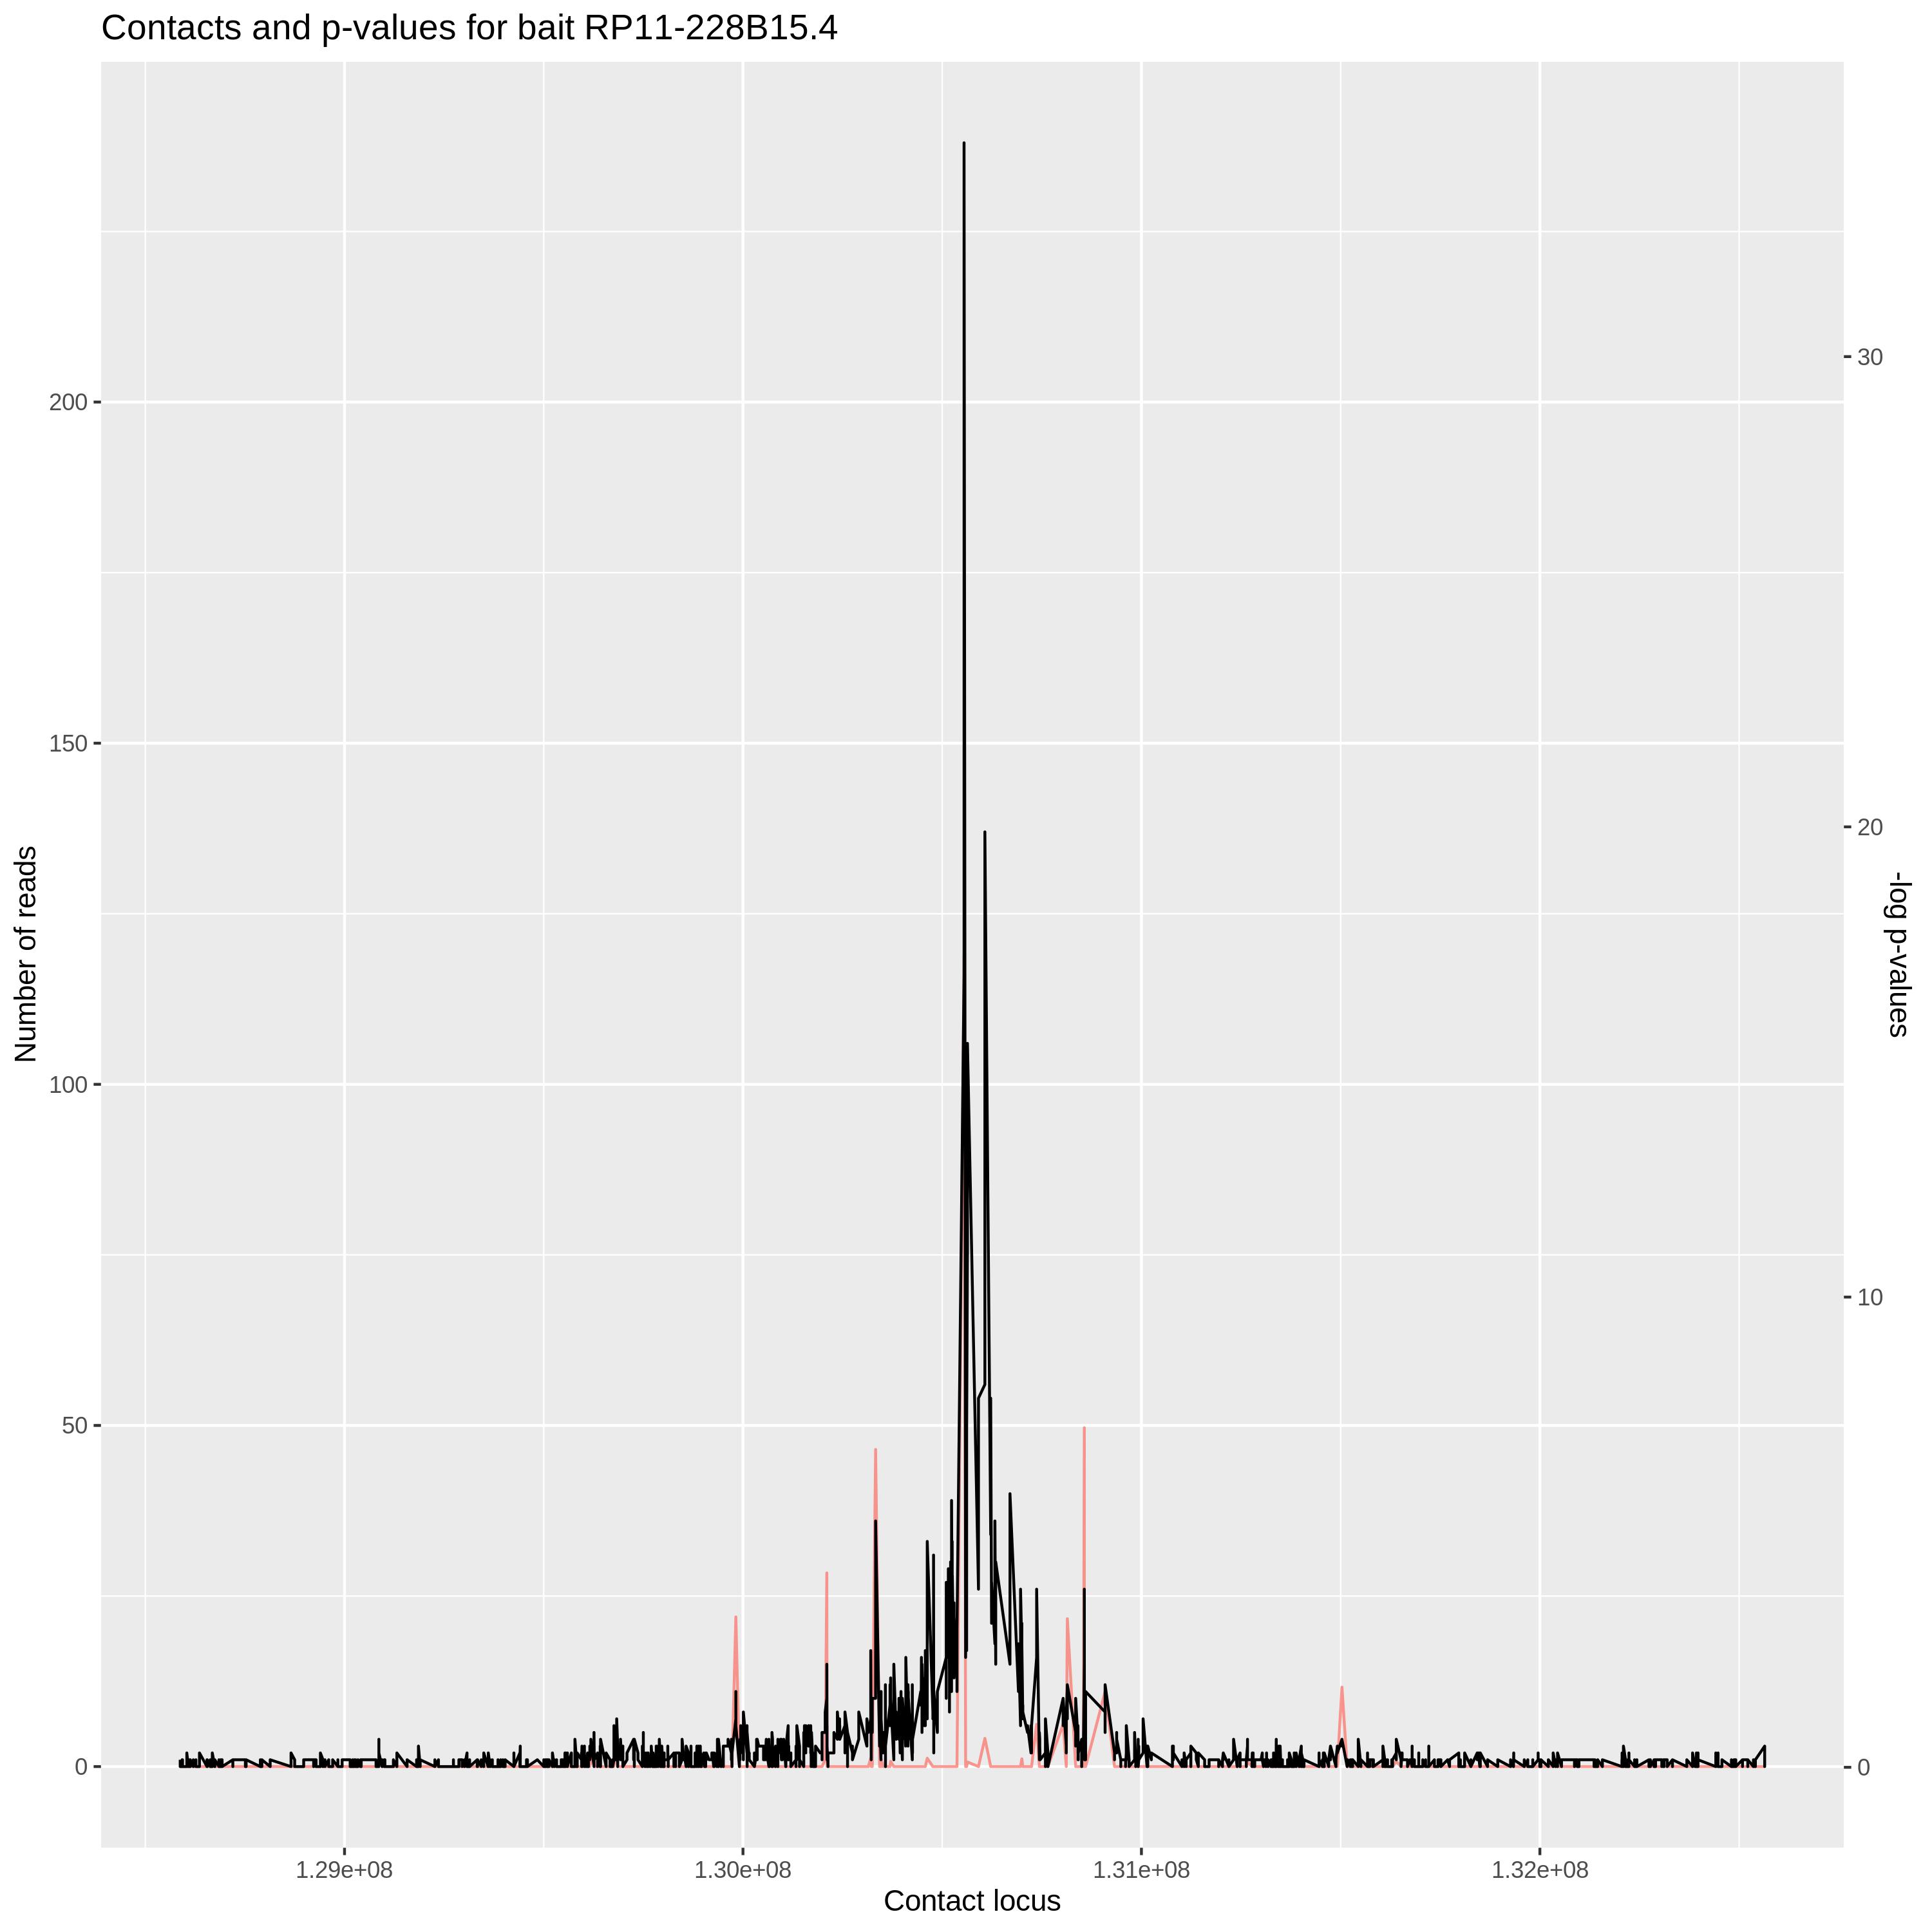 Contacts and p-values for bait RP11-228B15.4
200
150
100
50
0
Number of reads
30
20
10
0
-log p-values
1.29e+08
1.30e+08
1.31e+08
1.32e+08
Contact locus